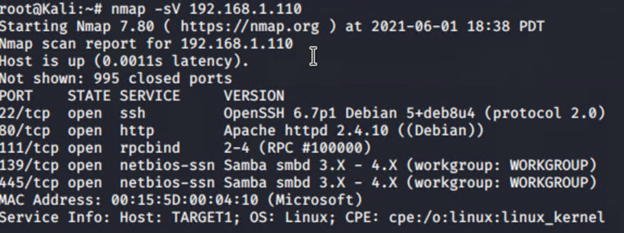 root@Kali:~# nmap -sV 192.168.1.110
Starting Nmap 7.80 ( https://nmap.org ) at 2021-06-01 18:38 PDT
Nmap scan report for 192.168.1.110
Host is up (0.0011s latency).
Not shown: 995 closed ports
PORT STATE SERVICE VERSION
22/tcp open ssh OpenSSH 6.7p1 Debian 5+deb8u4 (protocol 2.0)
80/tcp open http Apache httpd 2.4.10 ((Debian))
111/tcp open rpcbind 2-4 (RPC #100000)
139/tcp open netbios-ssn Samba smbd 3.X - 4.X (workgroup: WORKGROUP)
445/tcp open netbios-ssn Samba smbd 3.X - 4.X (workgroup: WORKGROUP)
MAC Address: 00:15:5D:00:04:10 (Microsoft)
Service Info: Host: TARGET1; OS: Linux; CPE: cpe:/o:linux:linux_kernel